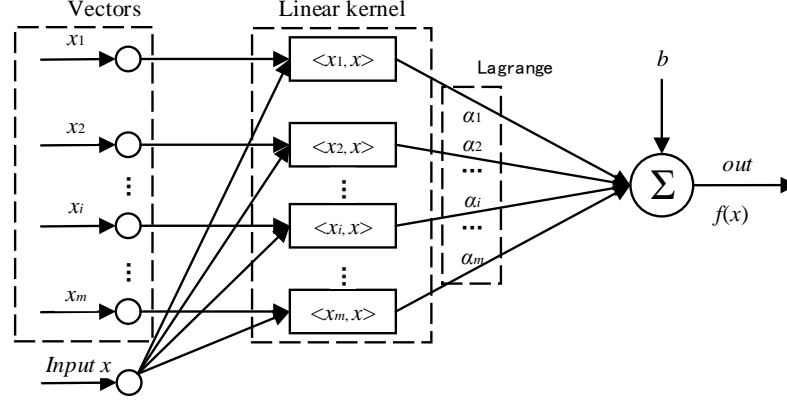 Vectors
Linear kernel
x1
<x1, x>
Lagrange
b
α1
x2
<x2, x>
α2
...
...
...
out
Σ
xi
<xi, x>
αi
f(x)
...
...
...
αm
xm
<xm, x>
Input x